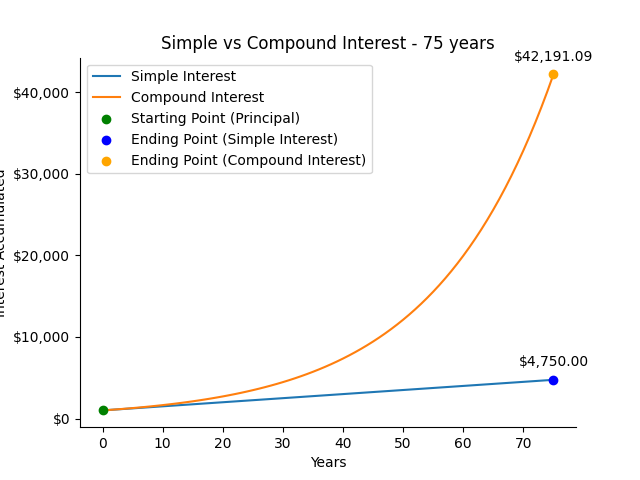 Simple vs Compound Interest - 75 years
$42,191.09
Simple Interest
Compound Interest
Starting Point (Principal)
Ending Point (Simple Interest)
Ending Point (Compound Interest)
$40,000
$30,000
$20,000
$10,000
$0
Interest Accumulated
$4,750.00
0 10 20 30 40 50 60 70
Years